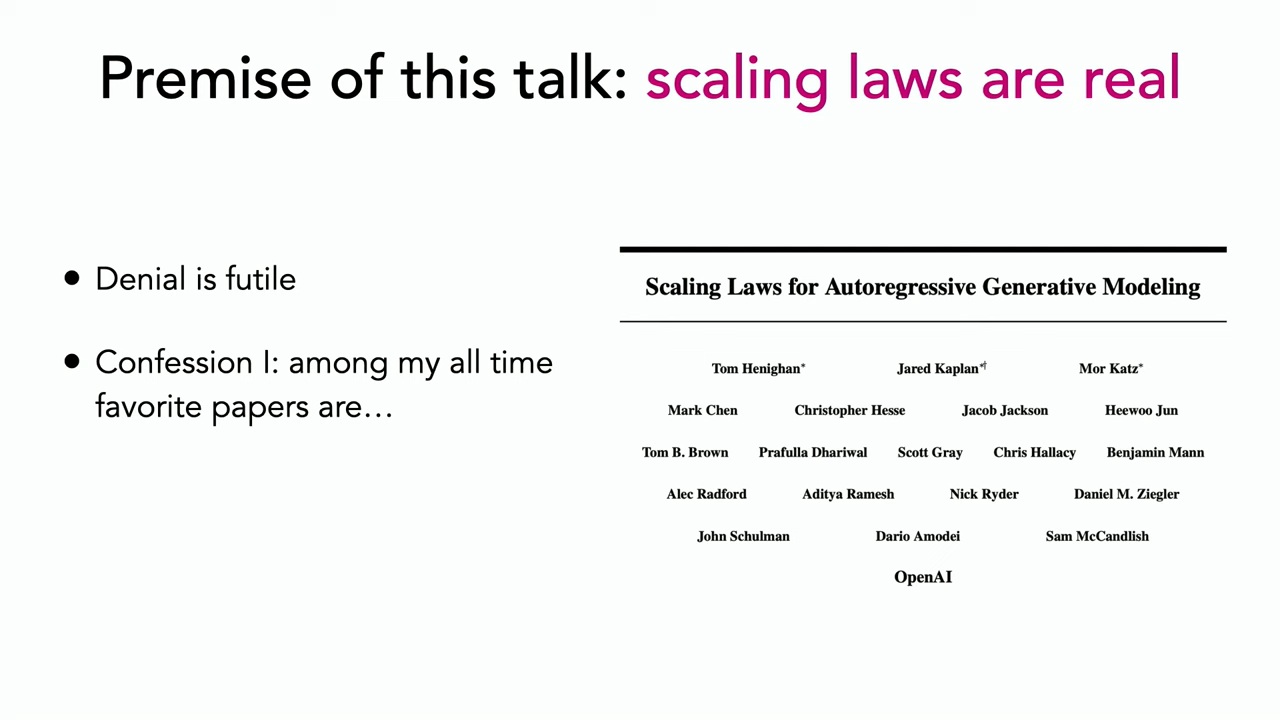 Premise of this talk: scaling laws are real
• Denial is futile
• Confession I: among my all time
favorite papers are…
Scaling Laws for Autoregressive Generative Modeling
Tom Henighan* Jared Kaplan*† Mor Katz*
Mark Chen Christopher Hesse Jacob Jackson Heewoo Jun
Tom B. Brown Prafulla Dhariwal Scott Gray Chris Hallacy Benjamin Mann
Alec Radford Aditya Ramesh Nick Ryder Daniel M. Ziegler
John Schulman Dario Amodei Sam McCandlish
OpenAI